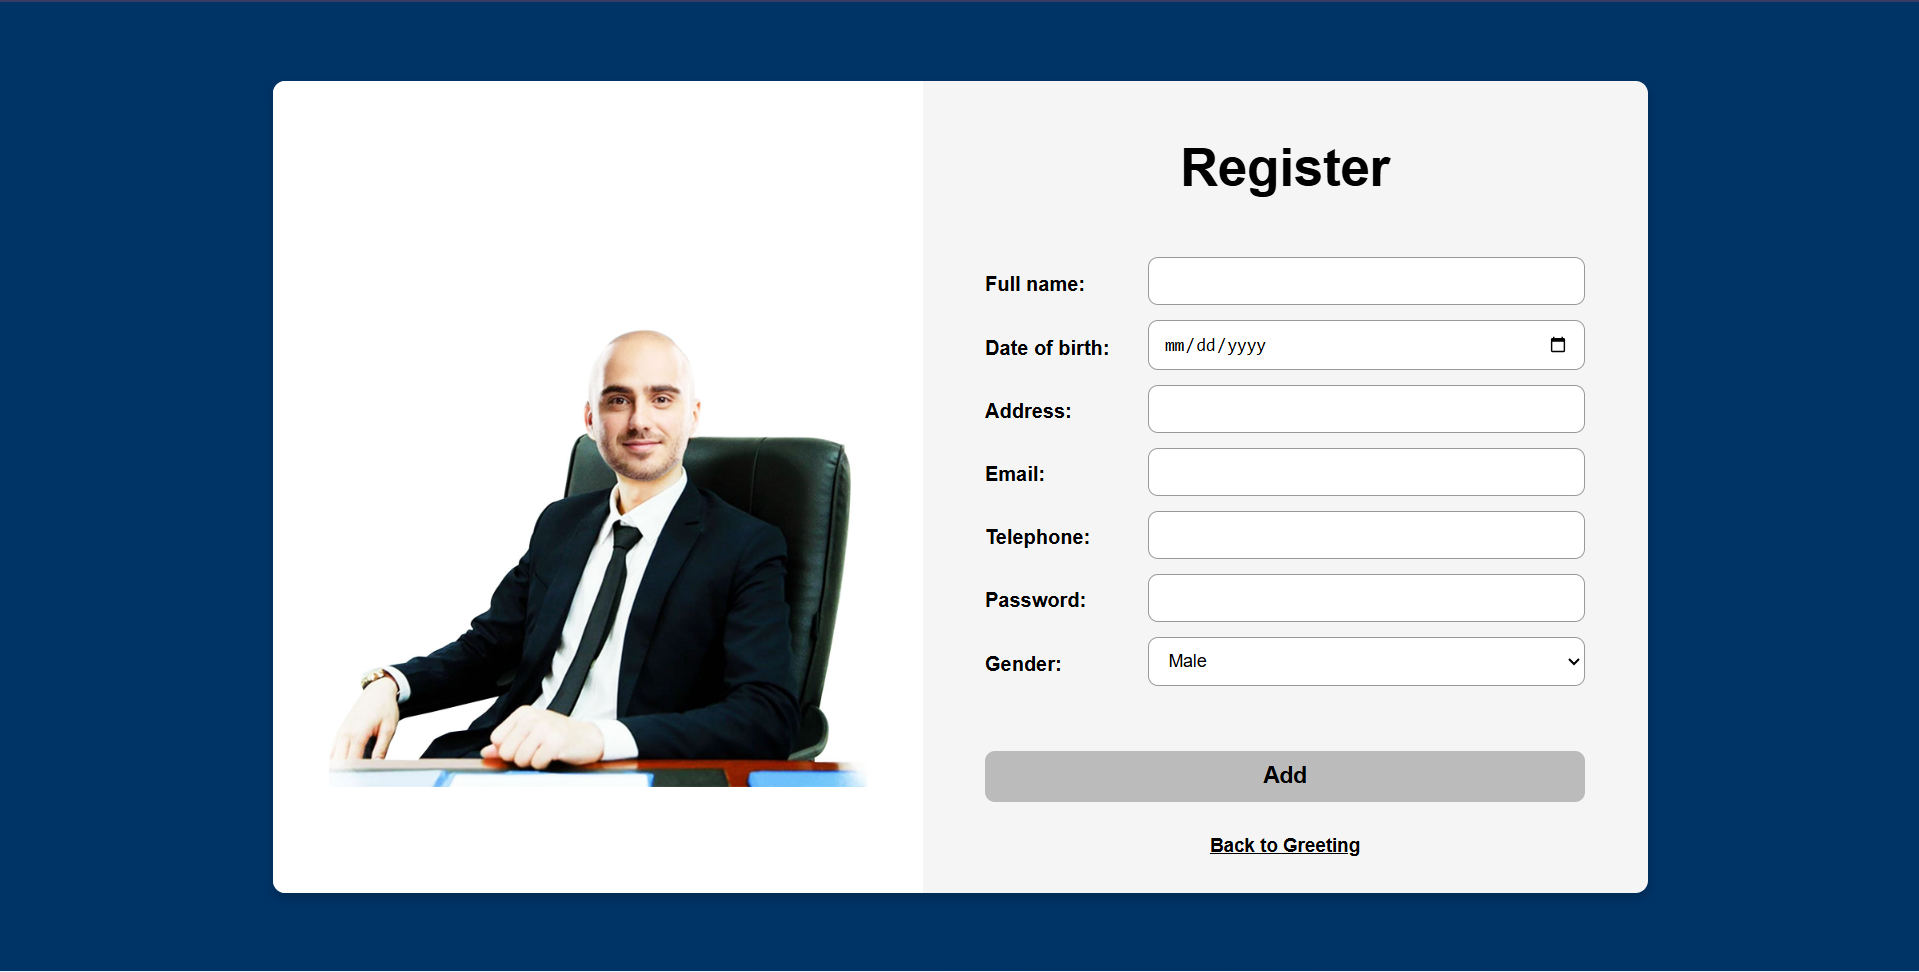 Register
Full name:
Date of birth: mm/dd/yyyy
Address:
Email:
Telephone:
Password:
Gender: Male
Add
Back to Greeting